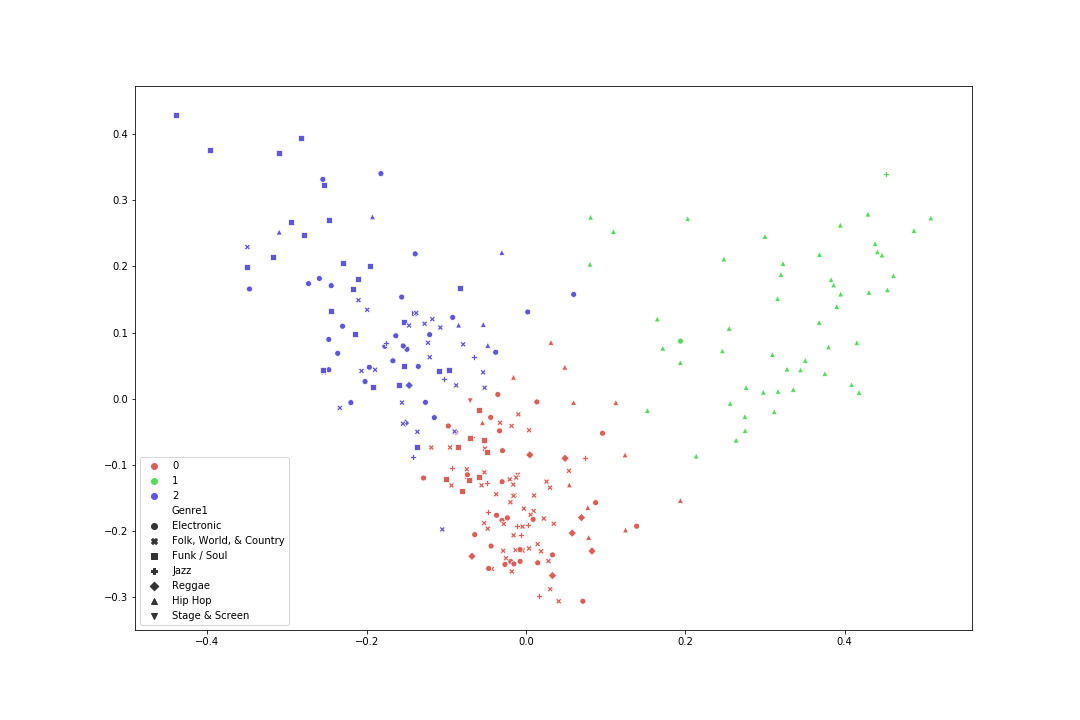 0.4
0.3
0.2
0.1
0.0
−0.1
−0.2
−0.3
0
1
2
Genre1
Electronic
Folk, World, & Country
Funk / Soul
Jazz
Reggae
Hip Hop
Stage & Screen
−0.4 −0.2 0.0 0.2 0.4